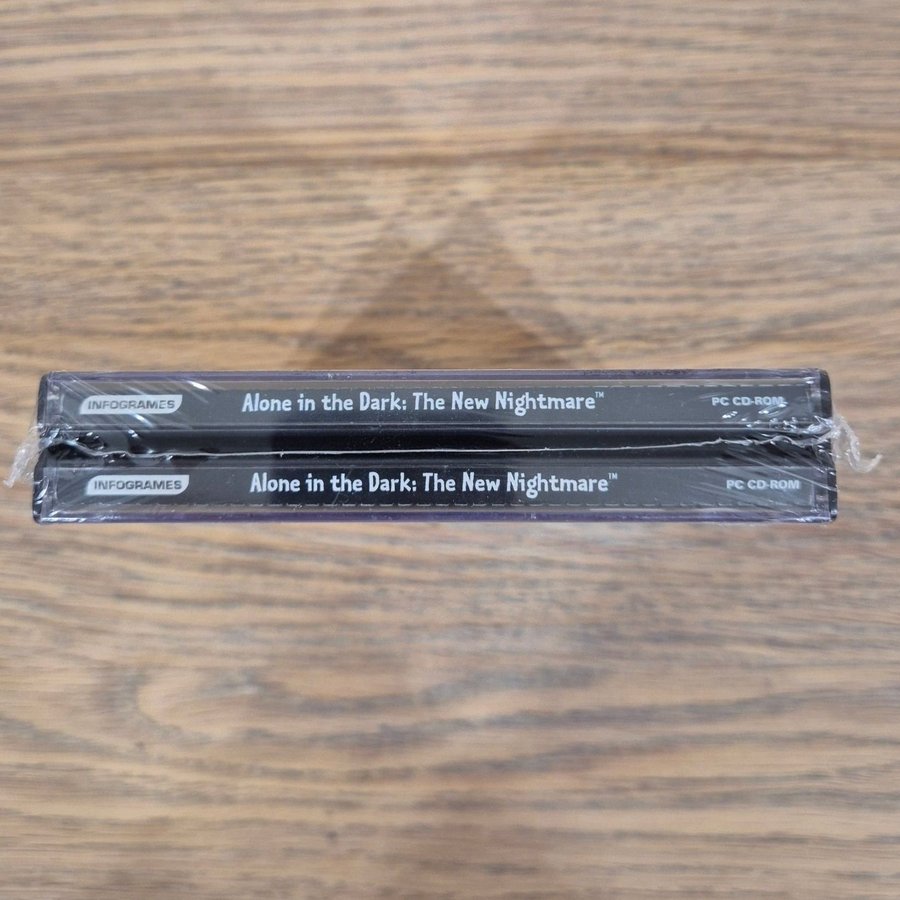 INFOGRAMES Alone in the Dark: The New Nightmare™ PC CD-ROM
INFOGRAMES Alone in the Dark: The New Nightmare™ PC CD-ROM